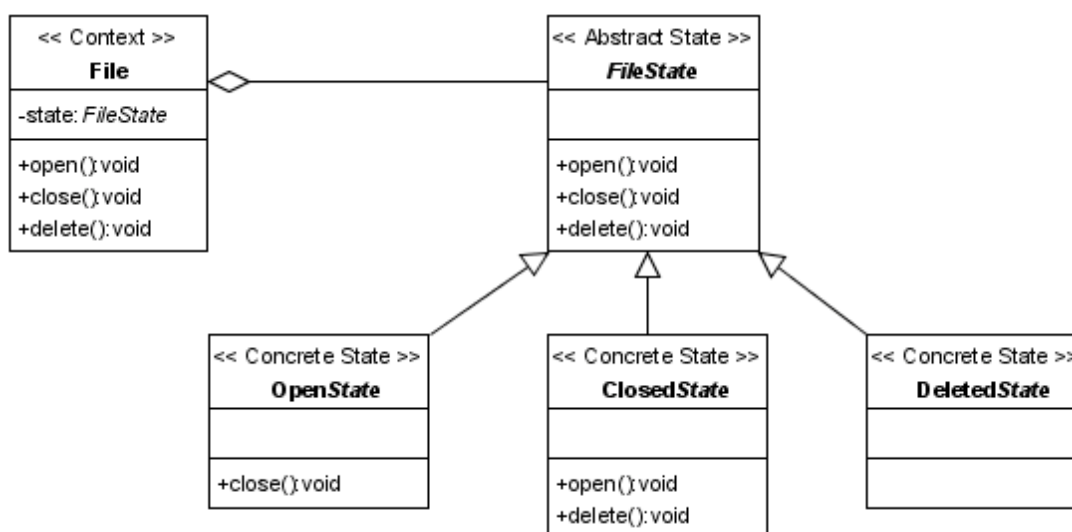 << Context >>
File
-state: FileState
+open():void
+close():void
+delete():void
<< Abstract State >>
FileState
+open():void
+close():void
+delete():void
<< Concrete State >>
OpenState
+close():void
<< Concrete State >>
ClosedState
+open():void
+delete():void
<< Concrete State >>
DeletedState